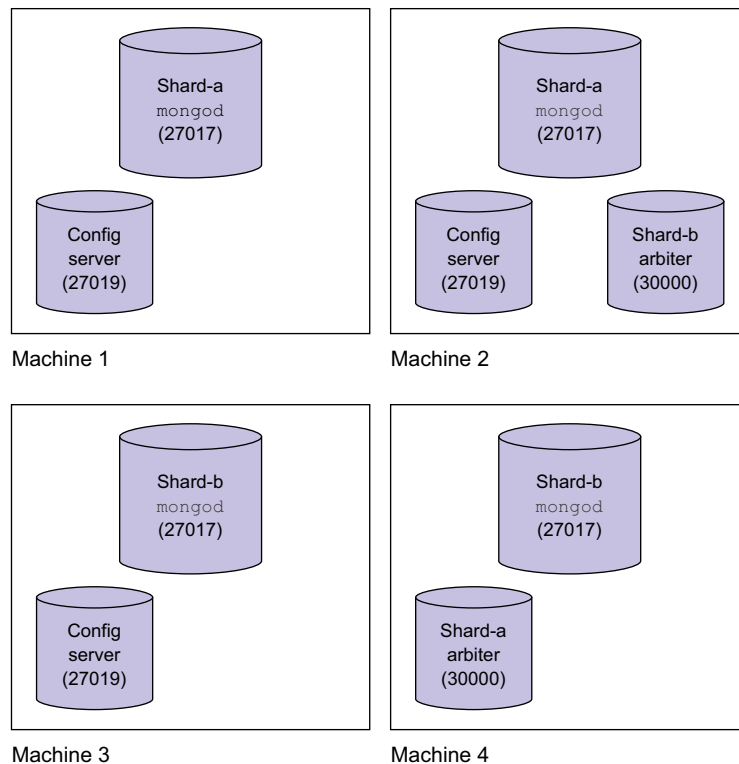 Shard-a
mongod
(27017)
Config
server
(27019)
Machine 1
Shard-a
mongod
(27017)
Config
server
(27019)
Shard-b
arbiter
(30000)
Machine 2
Shard-b
mongod
(27017)
Config
server
(27019)
Machine 3
Shard-b
mongod
(27017)
Shard-a
arbiter
(30000)
Machine 4